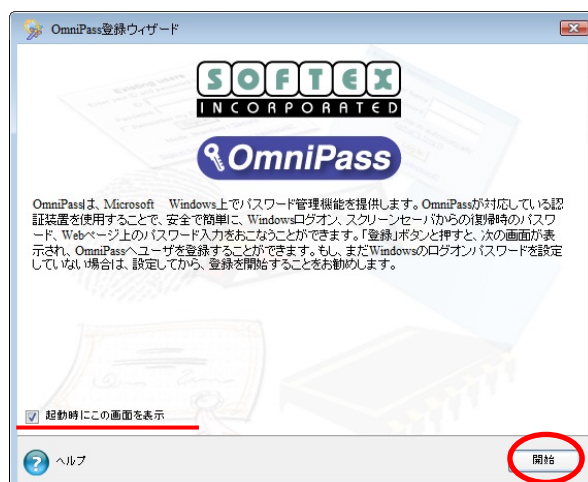 OmniPass登録ウィザード
SOFTEX
INCORPORATED
OmniPass
OmniPassは、Microsoft Windows上でパスワード管理機能を提供します。OmniPassが対応している認
証装置を使用することで、安全で簡単に、Windowsログオン、スクリーンセーバからの復帰時のパスワ
ード、Webページ上のパスワード入力をおこなうことができます。「登録」ボタンと押すと、次の画面が表
示され、OmniPassへユーザを登録することができます。もし、まだWindowsのログオンパスワードを設定
していない場合は、設定してから、登録を開始することをお勧めします。
起動時にこの画面を表示
ヘルプ
開始